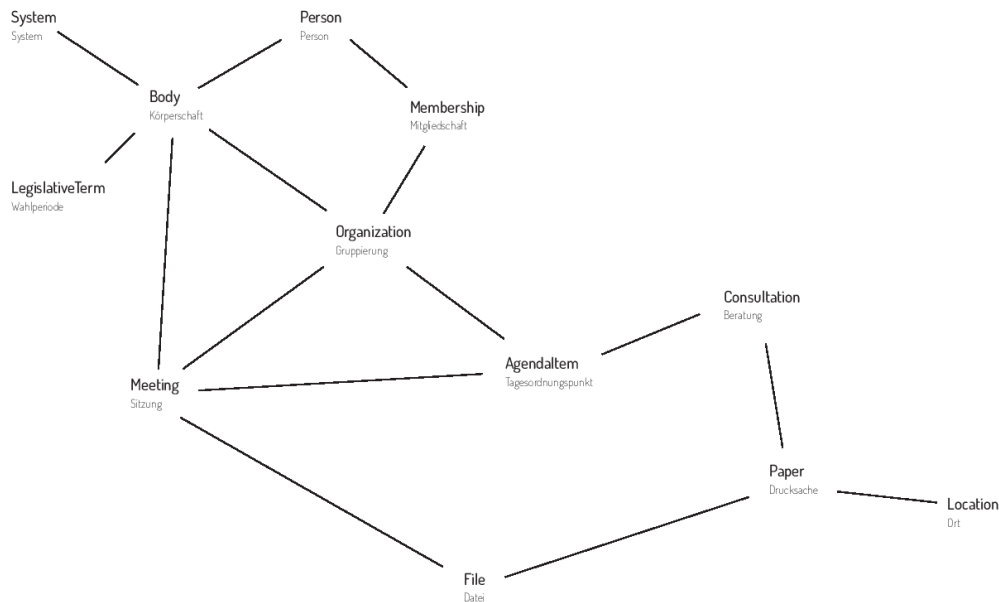 System
System
Person
Person
Body
Körperschaft
Membership
Mitgliedschaft
LegislativeTerm
Wahlperiode
Organization
Gruppierung
Consultation
Beratung
AgendaItem
Tagesordnungspunkt
Meeting
Sitzung
Paper
Drucksache
Location
Ort
File
Datei